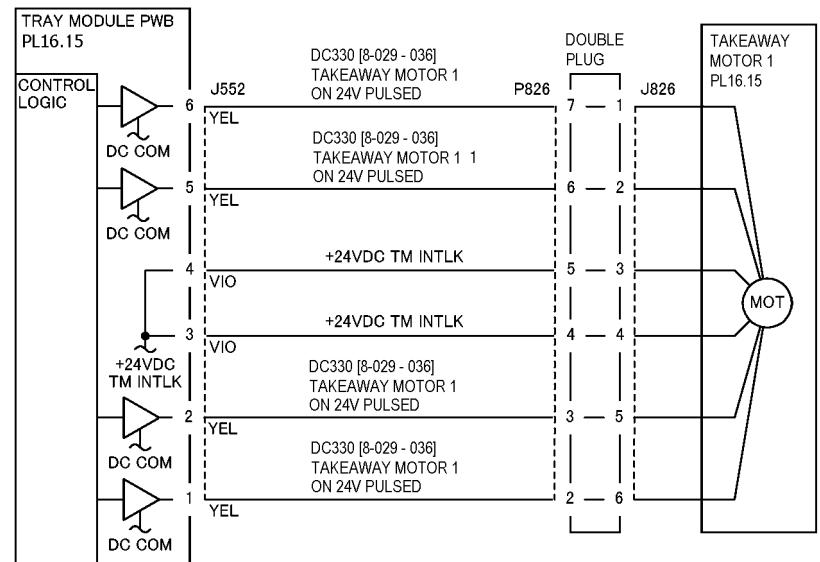 TRAY MODULE PWB
PL16.15
CONTROL
LOGIC
DC330 [8-029 - 036]
TAKEAWAY MOTOR 1
ON 24V PULSED
DOUBLE
PLUG
TAKEAWAY
MOTOR 1
PL16.15
J552
P826
J826
6
YEL
7
1
DC COM
DC330 [8-029 - 036]
TAKEAWAY MOTOR 1 1
ON 24V PULSED
5
YEL
6
2
DC COM
+24VDC TM INTLK
4
VIO
5
3
MOT
+24VDC TM INTLK
3
VIO
4
4
+24VDC
TM INTLK
DC330 [8-029 - 036]
TAKEAWAY MOTOR 1
ON 24V PULSED
2
YEL
3
5
DC COM
DC330 [8-029 - 036]
TAKEAWAY MOTOR 1
ON 24V PULSED
1
YEL
2
6
DC COM